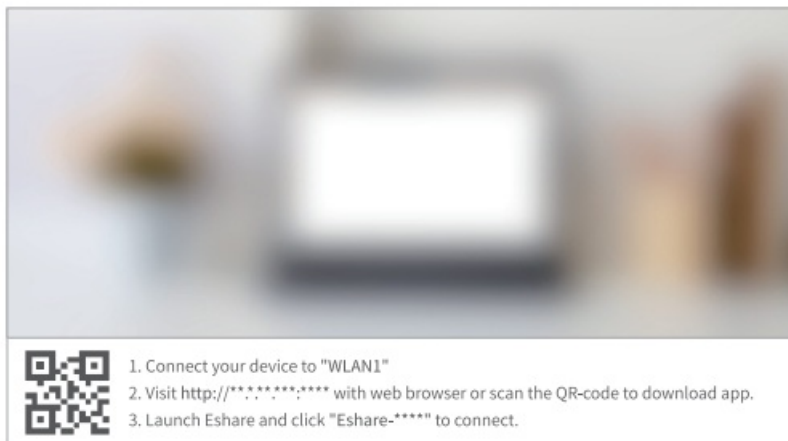 1. Connect your device to "WLAN1"
2. Visit http://**.*.**.***:**** with web browser or scan the QR-code to download app.
3. Launch Eshare and click "Eshare-****" to connect.